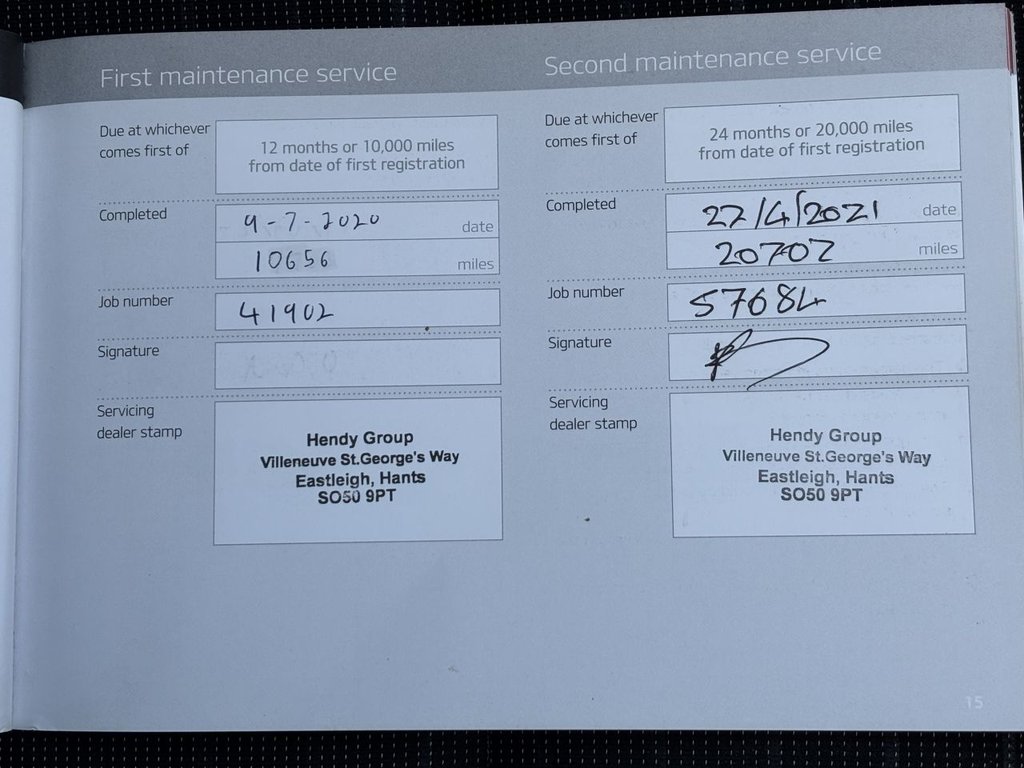 First maintenance service
Due at whichever
comes first of
12 months or 10,000 miles
from date of first registration
Completed
9-7-2020
date
10656
miles
Job number
41902
Signature
Servicing
dealer stamp
Hendy Group
Villeneuve St.George's Way
Eastleigh, Hants
SO50 9PT
Second maintenance service
Due at whichever
comes first of
24 months or 20,000 miles
from date of first registration
Completed
22/4/2021
date
20702
miles
Job number
57684
Signature
Servicing
dealer stamp
Hendy Group
Villeneuve St.George's Way
Eastleigh, Hants
SO50 9PT
15